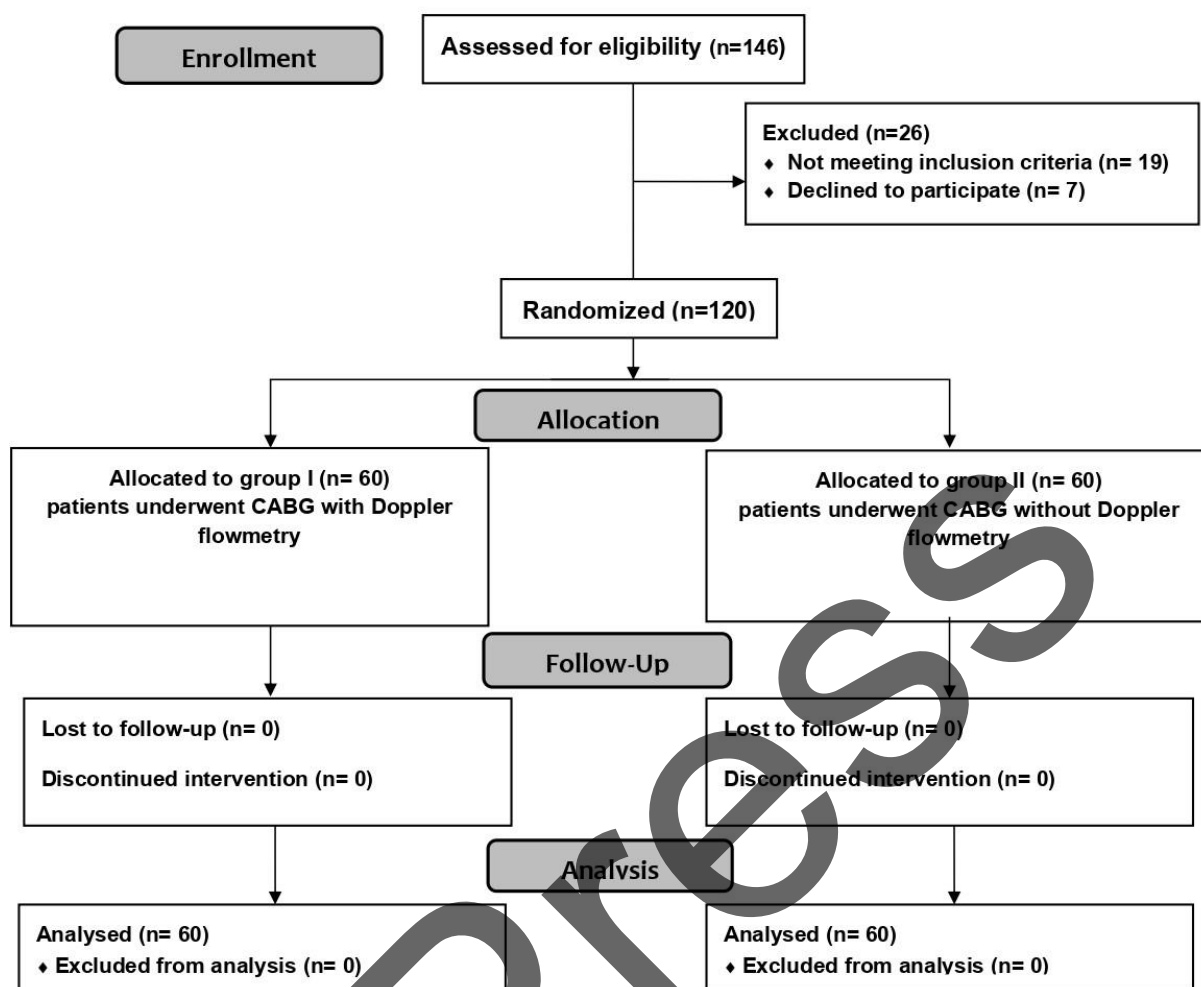 Enrollment
Assessed for eligibility (n=146)
Excluded (n=26)
♦ Not meeting inclusion criteria (n= 19)
♦ Declined to participate (n= 7)
Randomized (n=120)
Allocation
Allocated to group I (n= 60)
patients underwent CABG with Doppler
flowmetry
Allocated to group II (n= 60)
patients underwent CABG without Doppler
flowmetry
Follow-Up
Lost to follow-up (n= 0)
Discontinued intervention (n= 0)
Lost to follow-up (n= 0)
Discontinued intervention (n= 0)
Analysis
Analysed (n= 60)
♦ Excluded from analysis (n= 0)
Analysed (n= 60)
♦ Excluded from analysis (n= 0)
Press